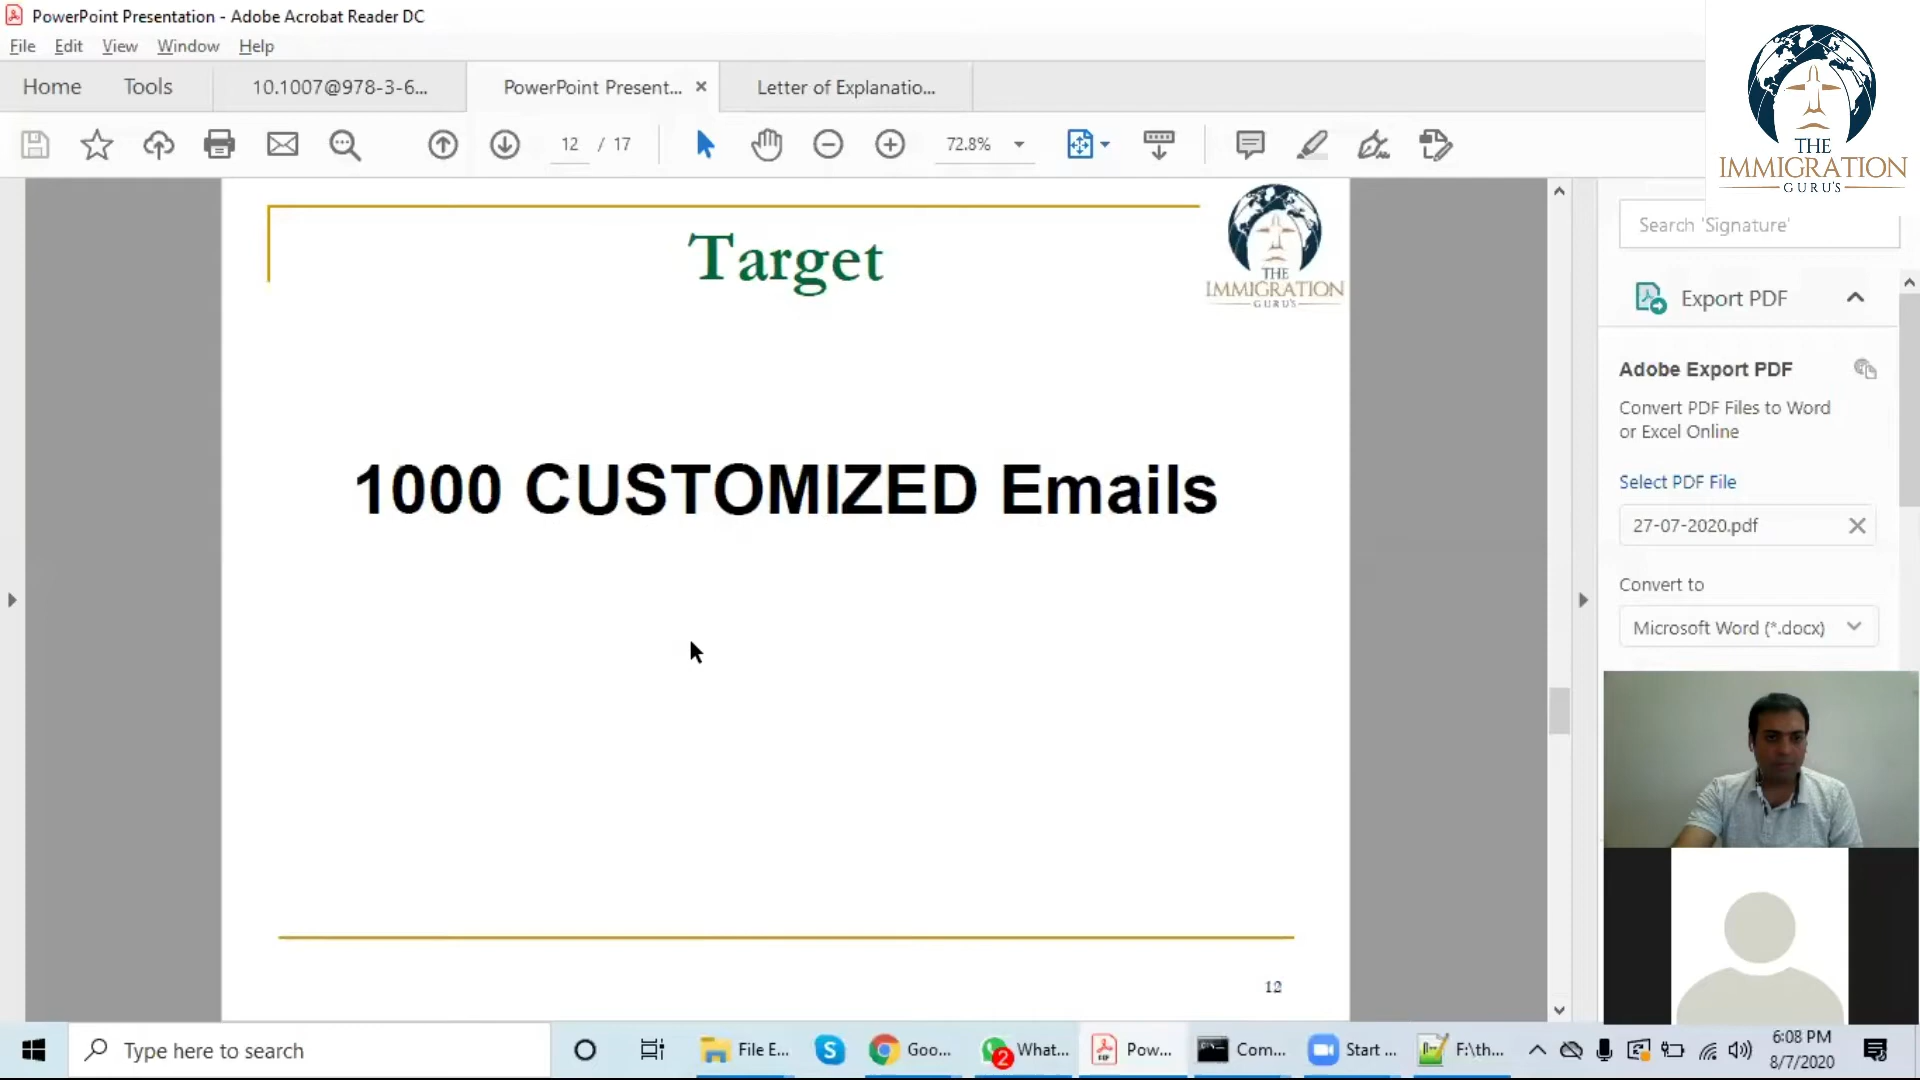 PowerPoint Presentation - Adobe Acrobat Reader DC
File Edit View Window Help
Home Tools 10.1007@978-3-6... PowerPoint Present... × Letter of Explanatio...
12 / 17 72.8%
THE
IMMIGRATION
GURU'S
Target
THE
IMMIGRATION
GURU'S
1000 CUSTOMIZED Emails
12
Search 'Signature'
Export PDF
Adobe Export PDF
Convert PDF Files to Word
or Excel Online
Select PDF File
27-07-2020.pdf
Convert to
Microsoft Word (*.docx)
Type here to search
File E...
Goo...
2
What...
Pow...
Com...
Start ...
F:\th...
6:08 PM
8/7/2020